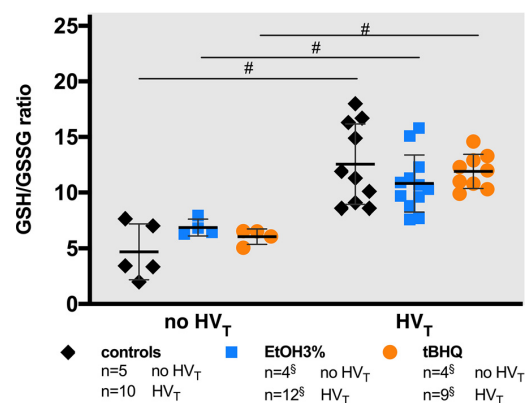 25
20
15
10
5
0
GSH/GSSG ratio
#
#
#
no HVT HVT
controls EtOH3% tBHQ
n=5 no HVT n=4§ no HVT n=4§ no HVT
n=10 HVT n=12§ HVT n=9§ HVT